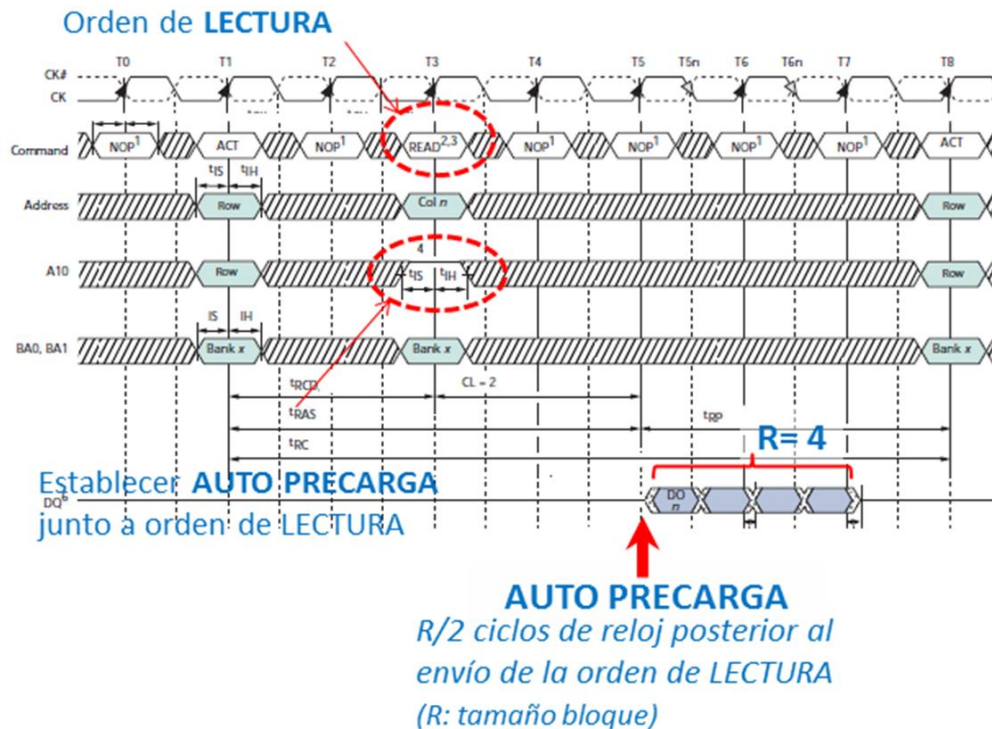 Orden de LECTURA
T0 T1 T2 T3 T4 T5 T5n T6 T6n T7 T8
CK#
CK
Command NOP1 ACT NOP1 READ2,3 NOP1 NOP1 NOP1 NOP1 ACT
tIS tIH
Address Row Col n Row
4
A10 Row tIS tIH Row
IS IH
BA0, BA1 Bank x Bank x Bank x
tRCD CL = 2
tRAS tRP
tRC R= 4
Establecer AUTO PRECARGA
DQ DO
n
junto a orden de LECTURA
AUTO PRECARGA
R/2 ciclos de reloj posterior al
envío de la orden de LECTURA
(R: tamaño bloque)